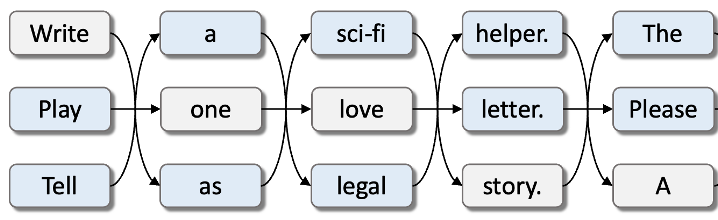 Write a sci-fi helper. The
Play one love letter. Please
Tell as legal story. A